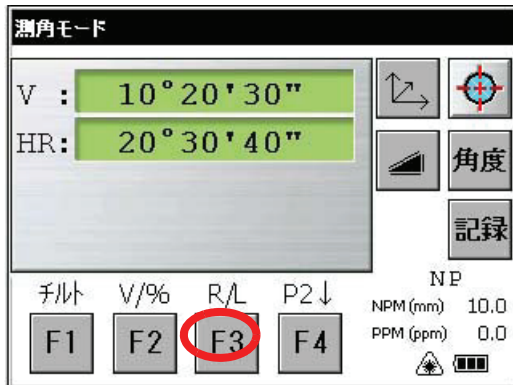 測角モード
V : 10°20'30"
HR: 20°30'40"
角度
記録
チルト V/% R/L P2↓
F1 F2 F3 F4
NP
NPM (mm) 10.0
PPM (ppm) 0.0